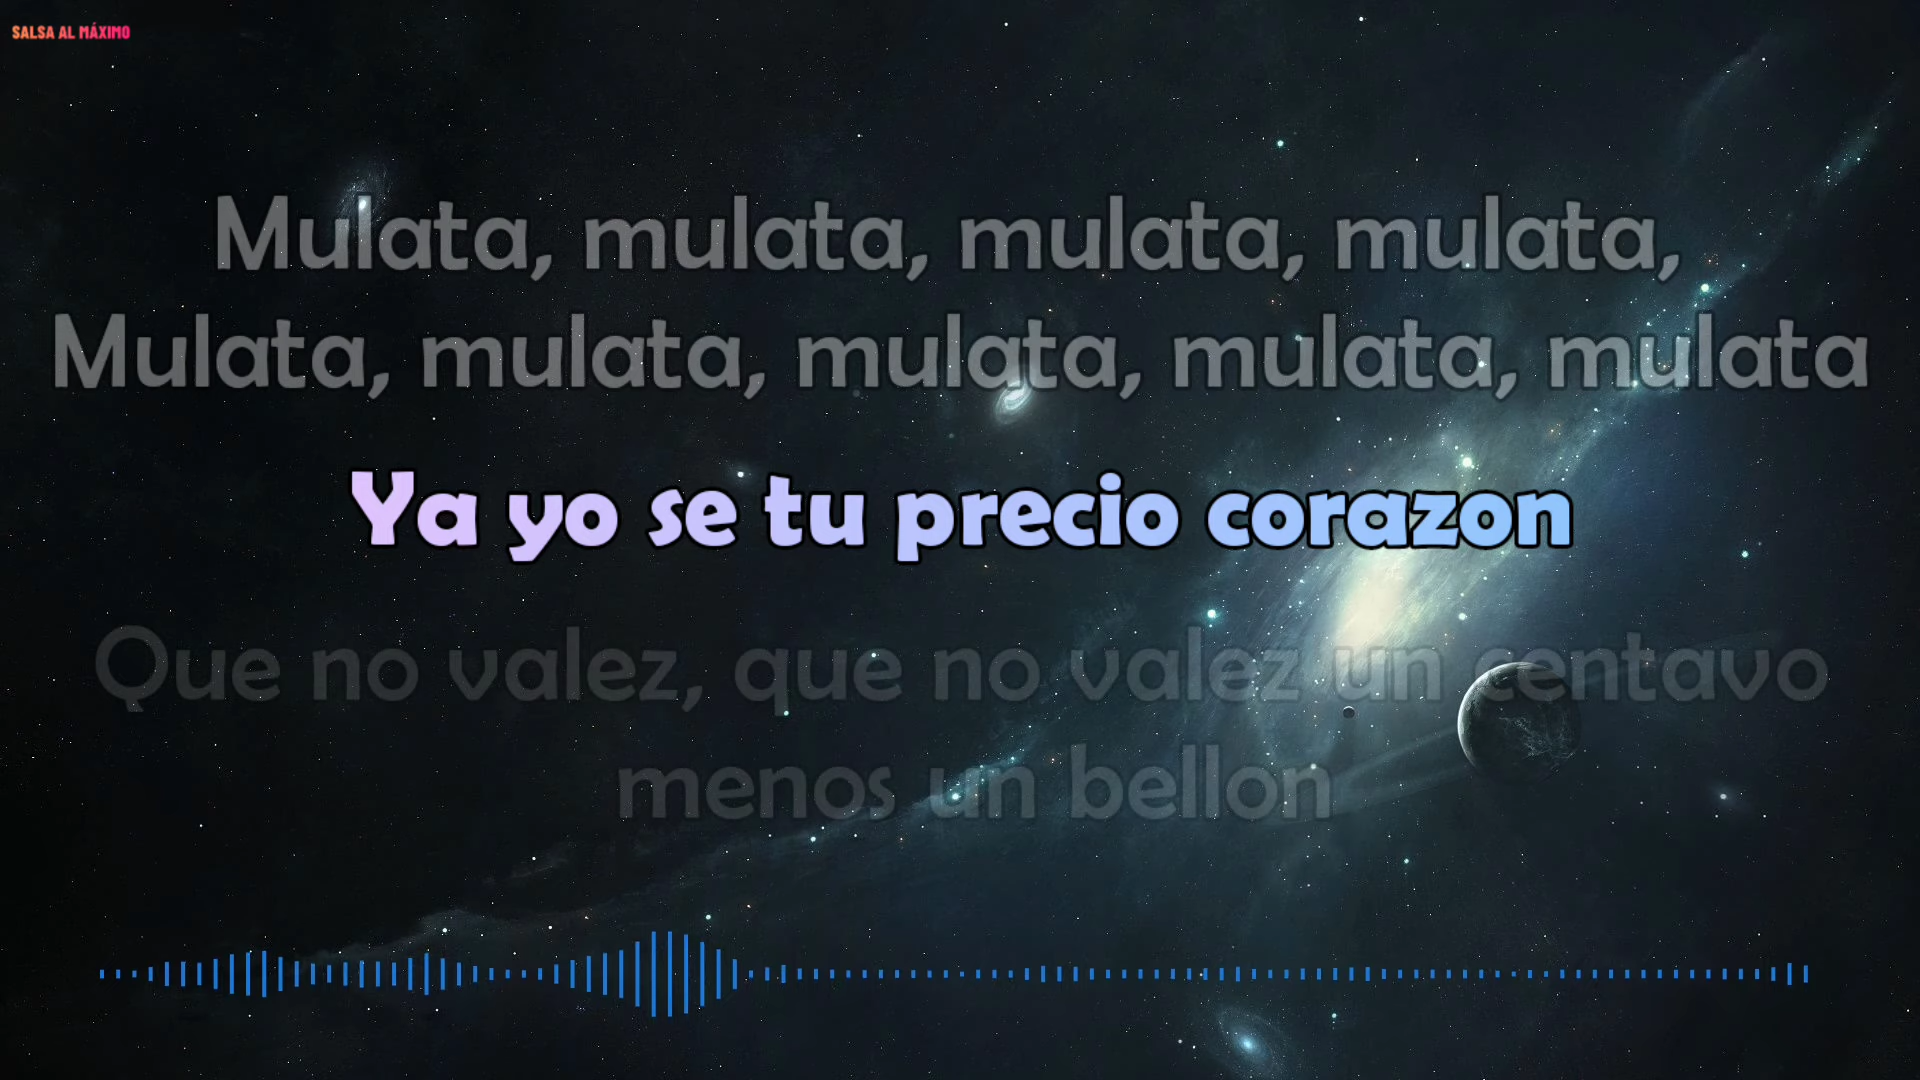 SALSA AL MÁXIMO
Mulata, mulata, mulata, mulata,
Mulata, mulata, mulata, mulata, mulata
Ya yo se tu precio corazon
Que no valez, que no valez un centavo
menos un bellon